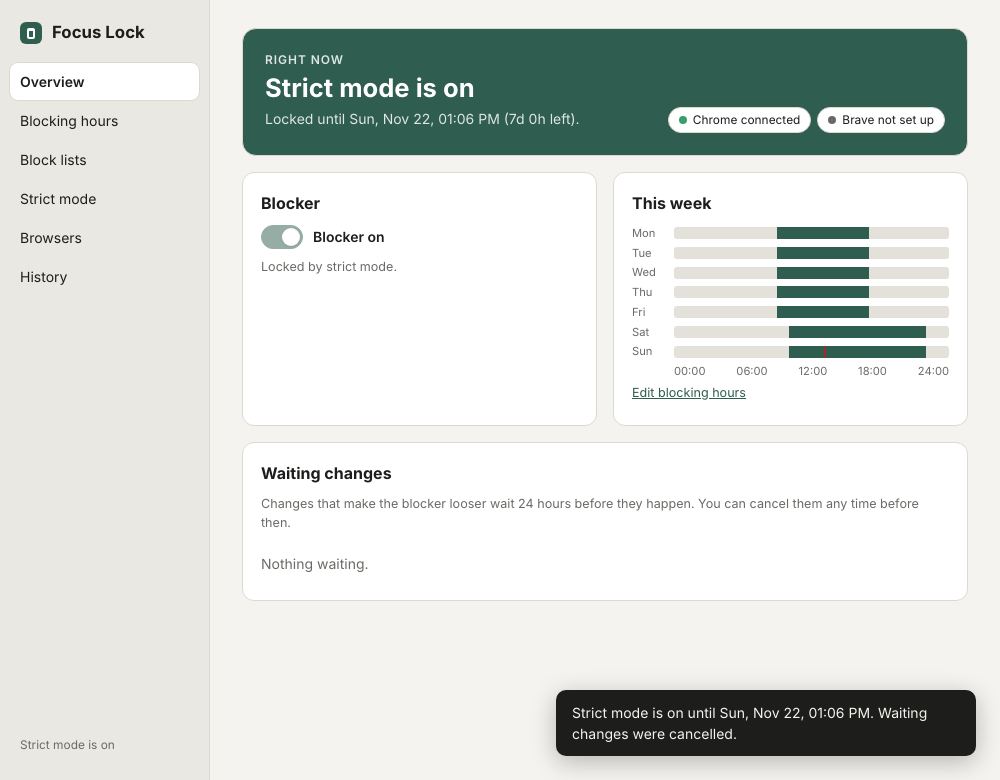 Focus Lock
Overview
Blocking hours
Block lists
Strict mode
Browsers
History
Strict mode is on
RIGHT NOW
Strict mode is on
Locked until Sun, Nov 22, 01:06 PM (7d 0h left).
Chrome connected
Brave not set up
Blocker
Blocker on
Locked by strict mode.
This week
Mon
Tue
Wed
Thu
Fri
Sat
Sun
00:00 06:00 12:00 18:00 24:00
Edit blocking hours
Waiting changes
Changes that make the blocker looser wait 24 hours before they happen. You can cancel them any time before
then.
Nothing waiting.
Strict mode is on until Sun, Nov 22, 01:06 PM. Waiting
changes were cancelled.